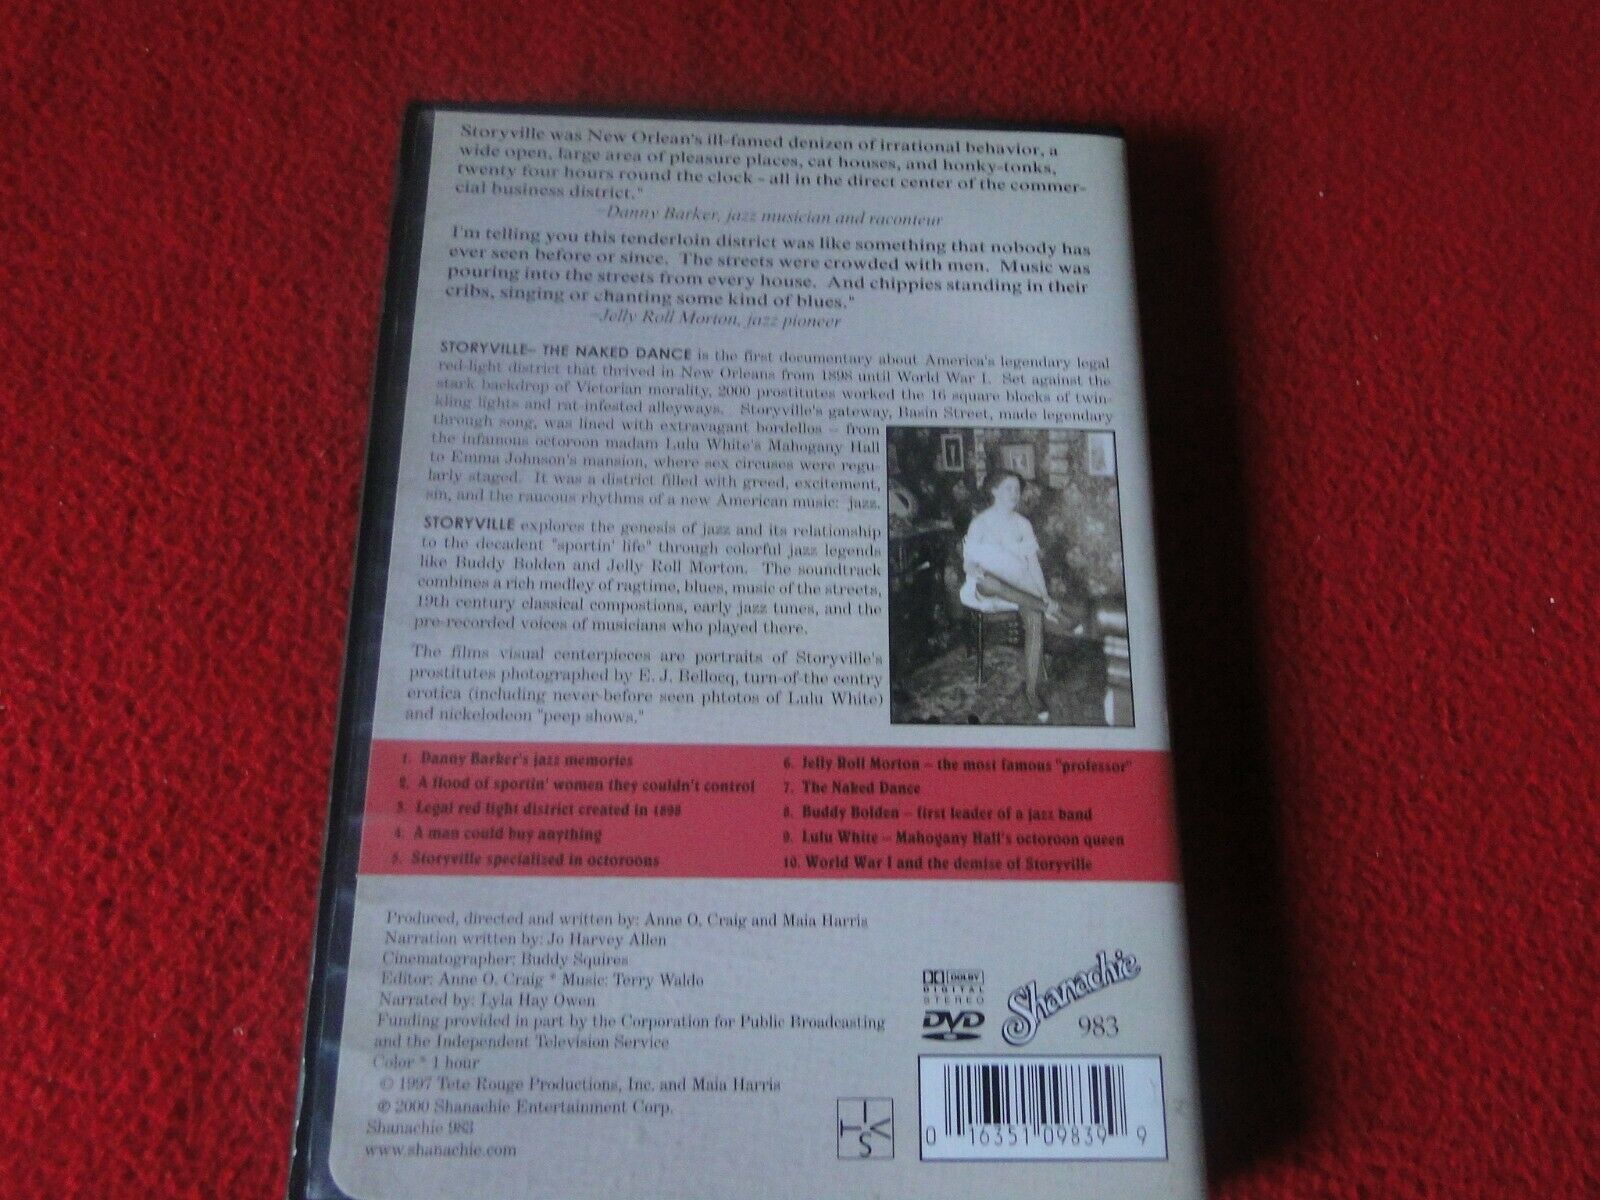 Storyville was New Orlean's ill-famed denizen of irrational behavior, a
wide open, large area of pleasure places, cat houses, and honky-tonks,
twenty four hours round the clock - all in the direct center of the commer-
cial business district."
-Danny Barker, jazz musician and raconteur
I'm telling you this tenderloin district was like something that nobody has
ever seen before or since. The streets were crowded with men. Music was
pouring into the streets from every house. And chippies standing in their
cribs, singing or chanting some kind of blues."
-Jelly Roll Morton, jazz pioneer
STORYVILLE- THE NAKED DANCE is the first documentary about America's legendary legal
red-light district that thrived in New Orleans from 1898 until World War I. Set against the
stark backdrop of Victorian morality, 2000 prostitutes worked the 16 square blocks of twin-
kling lights and rat-infested alleyways. Storyville's gateway, Basin Street, made legendary
through song, was lined with extravagant bordellos - from
the infamous octoroon madam Lulu White's Mahogany Hall
to Emma Johnson's mansion, where sex circuses were regu-
larly staged. It was a district filled with greed, excitement,
sin, and the raucous rhythms of a new American music: jazz.
STORYVILLE explores the genesis of jazz and its relationship
to the decadent "sportin' life" through colorful jazz legends
like Buddy Bolden and Jelly Roll Morton. The soundtrack
combines a rich medley of ragtime, blues, music of the streets,
19th century classical compostions, early jazz tunes, and the
pre-recorded voices of musicians who played there.
The films visual centerpieces are portraits of Storyville's
prostitutes photographed by E. J. Bellocq, turn-of the centry
erotica (including never-before seen phtotos of Lulu White)
and nickelodeon "peep shows."
1. Danny Barker's jazz memories
2. A flood of sportin' women they couldn't control
3. Legal red light district created in 1898
4. A man could buy anything
5. Storyville specialized in octoroons
6. Jelly Roll Morton - the most famous "professor"
7. The Naked Dance
8. Buddy Bolden - first leader of a jazz band
9. Lulu White - Mahogany Hall's octoroon queen
10. World War I and the demise of Storyville
Produced, directed and written by: Anne O. Craig and Maia Harris
Narration written by: Jo Harvey Allen
Cinematographer: Buddy Squires
Editor: Anne O. Craig * Music: Terry Waldo
Narrated by: Lyla Hay Owen
Funding provided in part by the Corporation for Public Broadcasting
and the Independent Television Service
Color * 1 hour
© 1997 Tete Rouge Productions, Inc. and Maia Harris
℗ 2000 Shanachie Entertainment Corp.
Shanachie 983
www.shanachie.com
DOLBY
DIGITAL
STEREO
DVD
Shanachie
983
ITVS
0 16351 09839 9